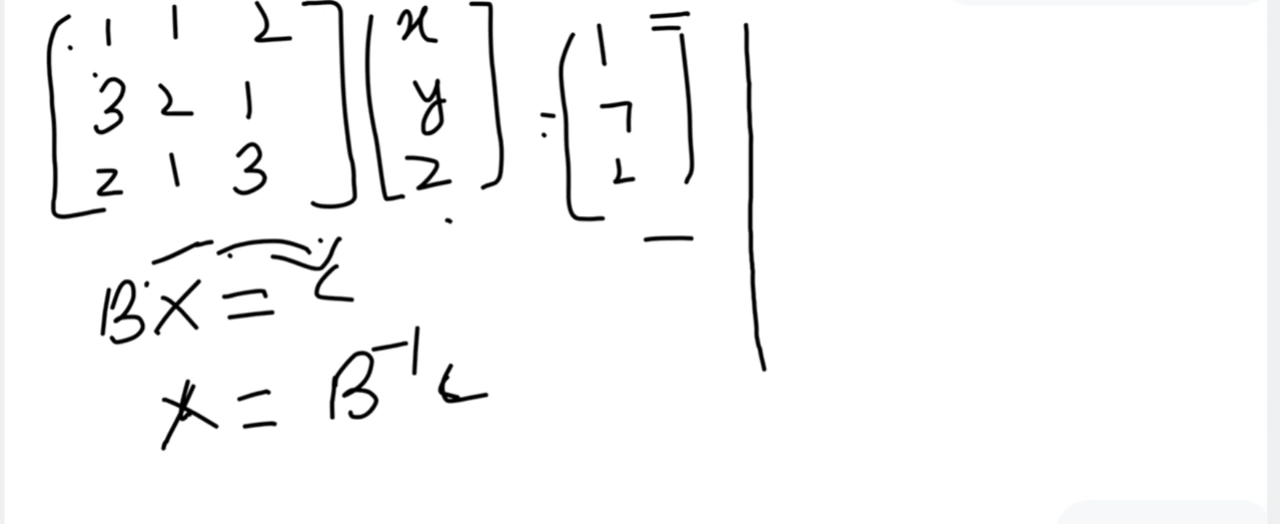 [1 1 2] [x] = [1]
[3 2 1] [y] [7]
[2 1 3] [z] [2]
BX = C
X = B⁻¹C